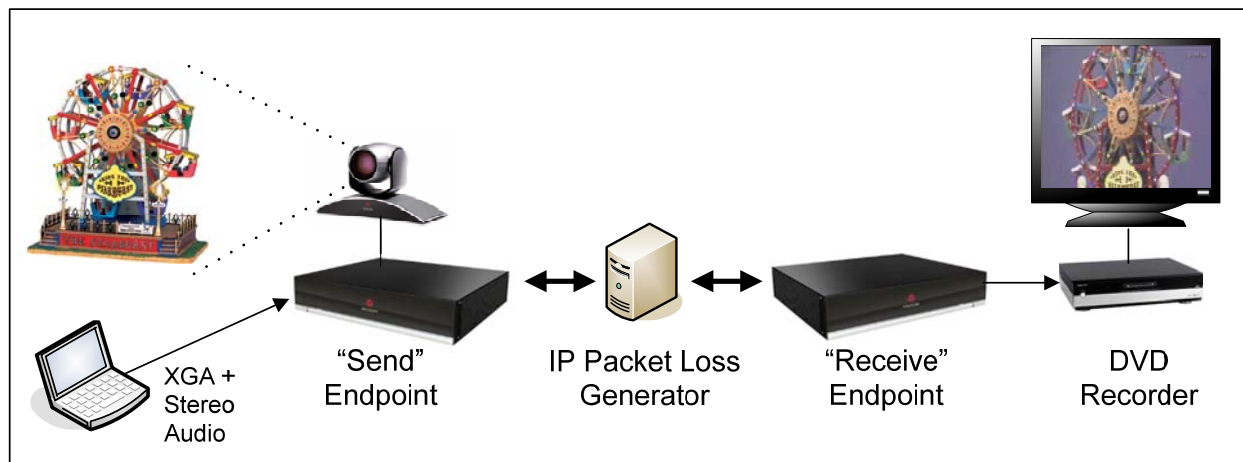 XGA +
Stereo
Audio
“Send”
Endpoint
IP Packet Loss
Generator
“Receive”
Endpoint
DVD
Recorder